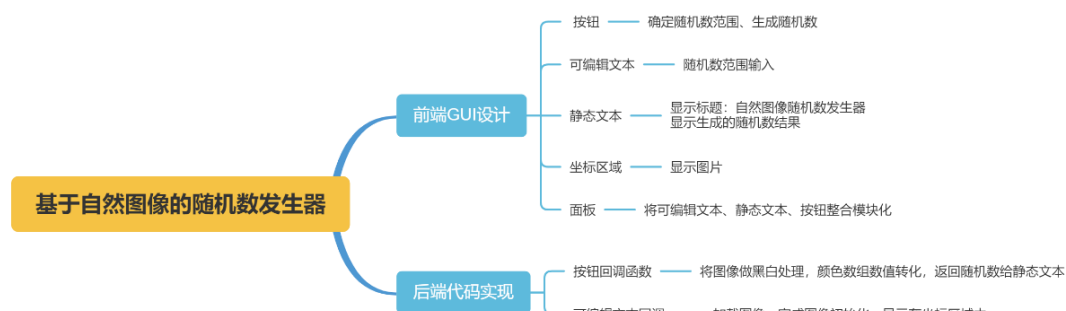 基于自然图像的随机数发生器
前端GUI设计
按钮
确定随机数范围、生成随机数
可编辑文本
随机数范围输入
静态文本
显示标题：自然图像随机数发生器
显示生成的随机数结果
坐标区域
显示图片
面板
将可编辑文本、静态文本、按钮整合模块化
后端代码实现
按钮回调函数
将图像做黑白处理，颜色数组数值转化，返回随机数给静态文本